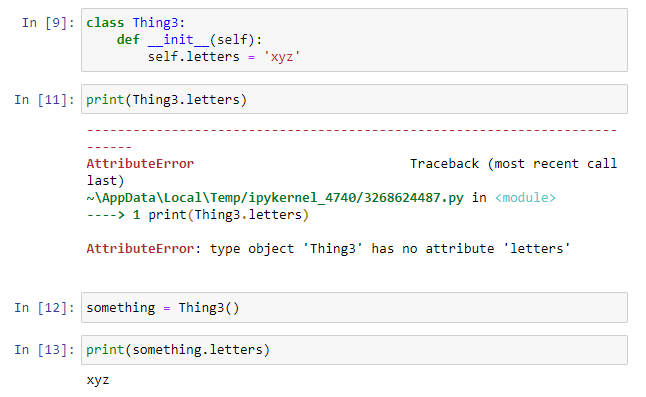 In [9]: class Thing3:
    def __init__(self):
        self.letters = 'xyz'
In [11]: print(Thing3.letters)
---------------------------------------------------------------------
------
AttributeError                            Traceback (most recent call
last)
~\AppData\Local\Temp/ipykernel_4740/3268624487.py in <module>
----> 1 print(Thing3.letters)
AttributeError: type object 'Thing3' has no attribute 'letters'
In [12]: something = Thing3()
In [13]: print(something.letters)
xyz